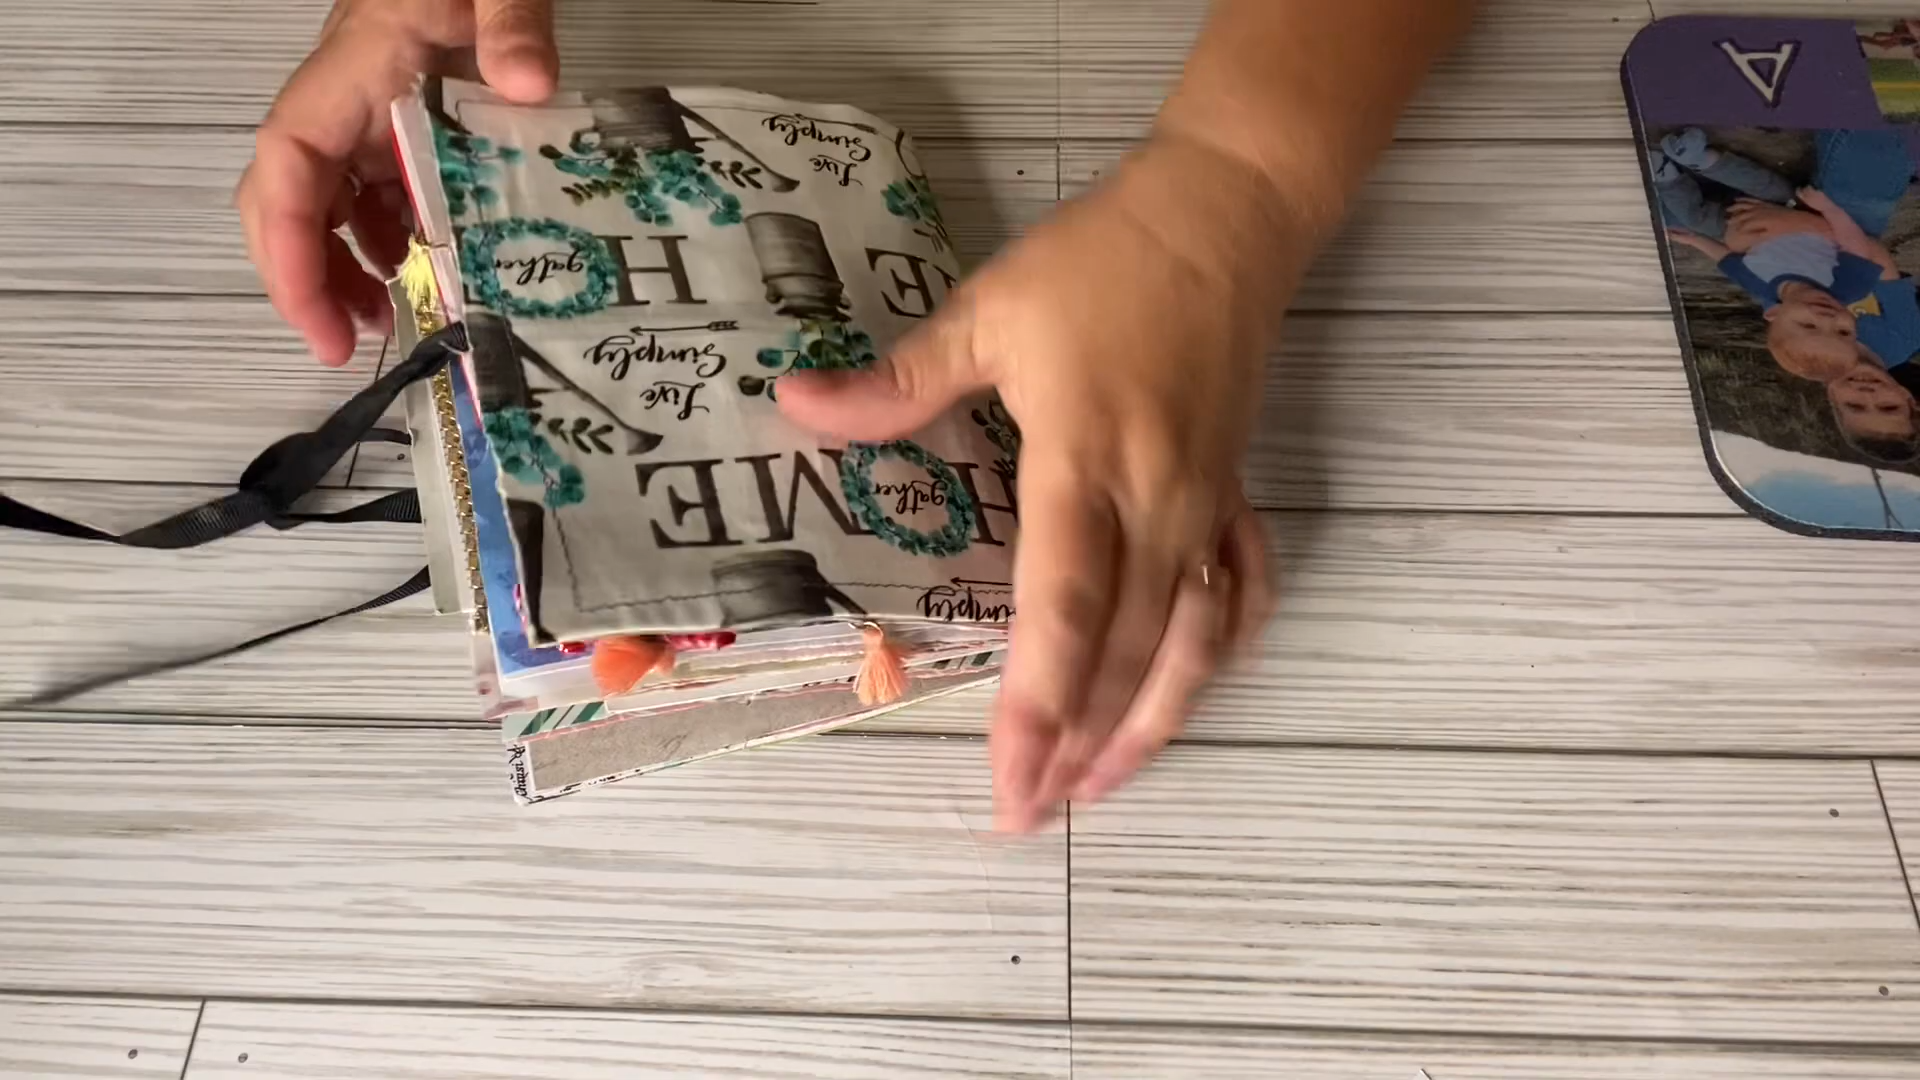 Live
Simply
HO
gather
ME
Live
Simply
HOME
gather
Simply
A